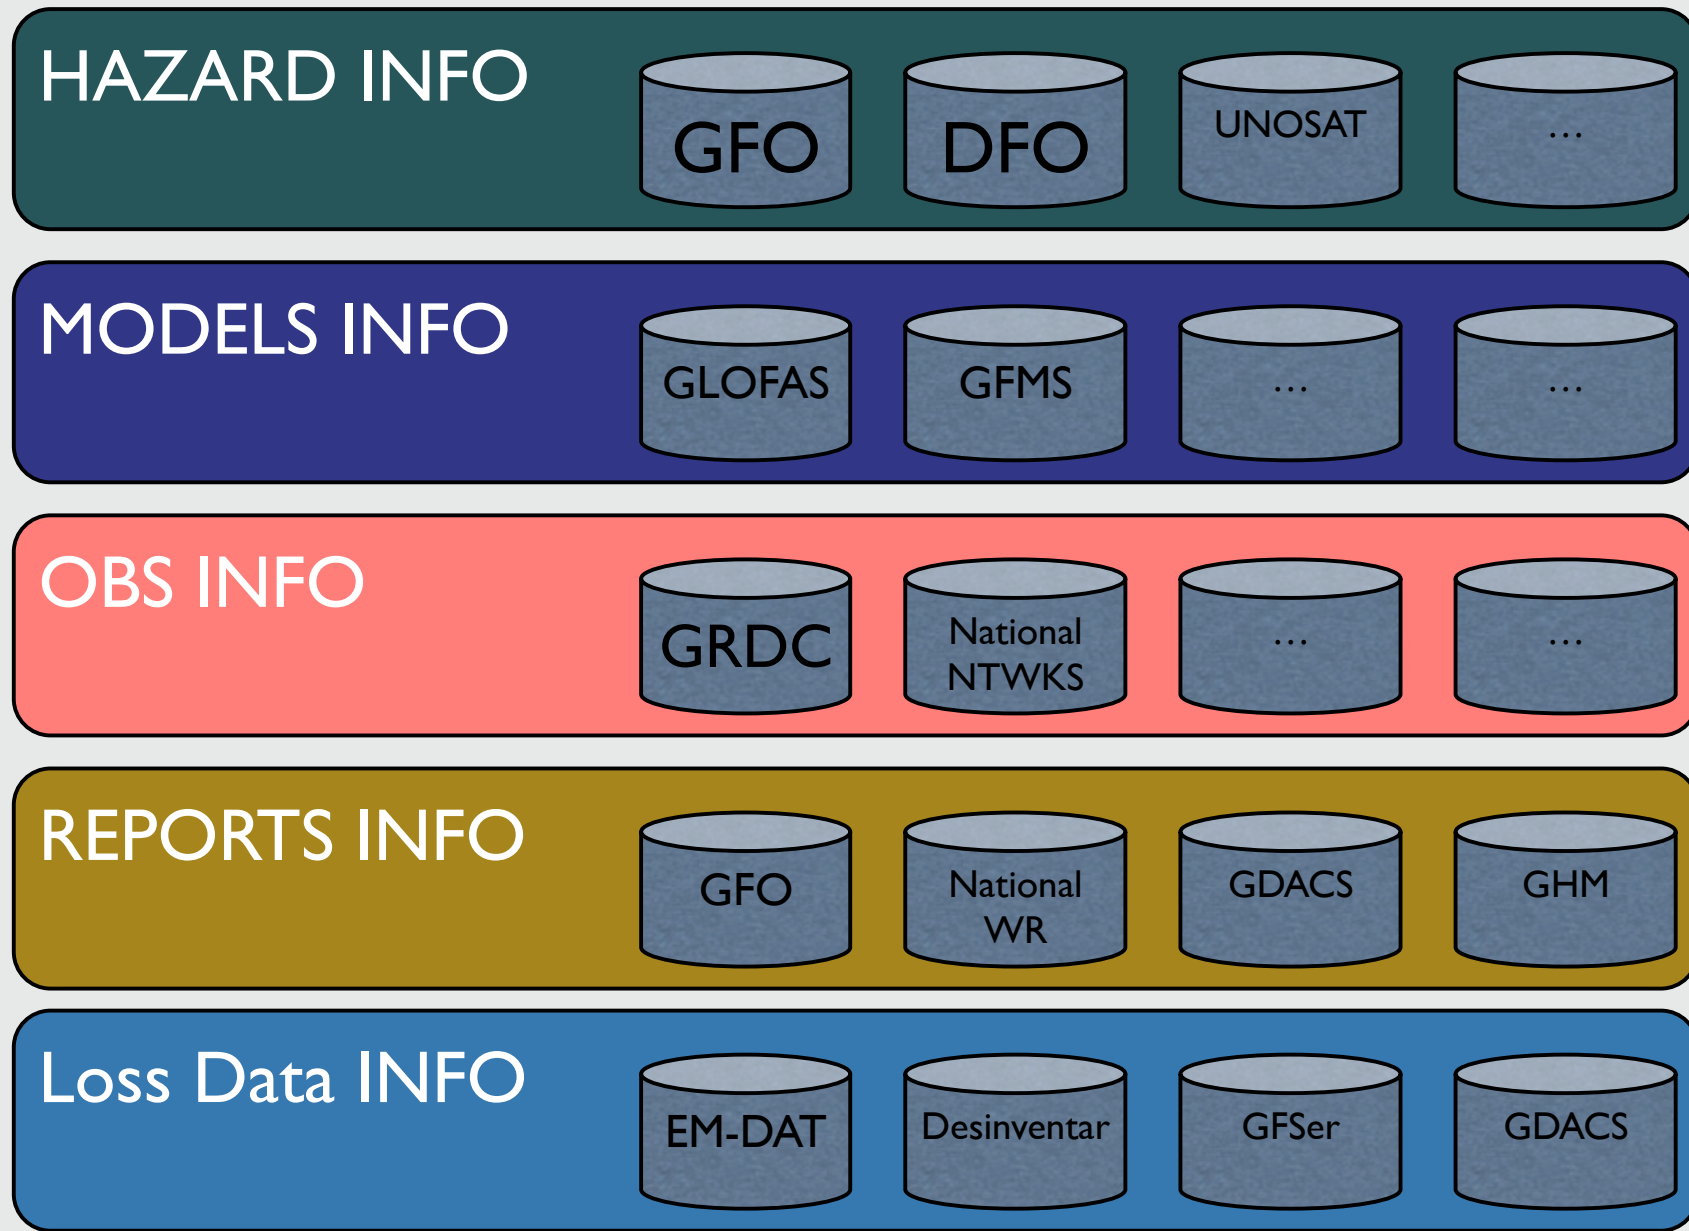 HAZARD INFO
GFO
DFO
UNOSAT
…
MODELS INFO
GLOFAS
GFMS
…
…
OBS INFO
GRDC
National
NTWKS
…
…
REPORTS INFO
GFO
National
WR
GDACS
GHM
Loss Data INFO
EM-DAT
Desinventar
GFSer
GDACS